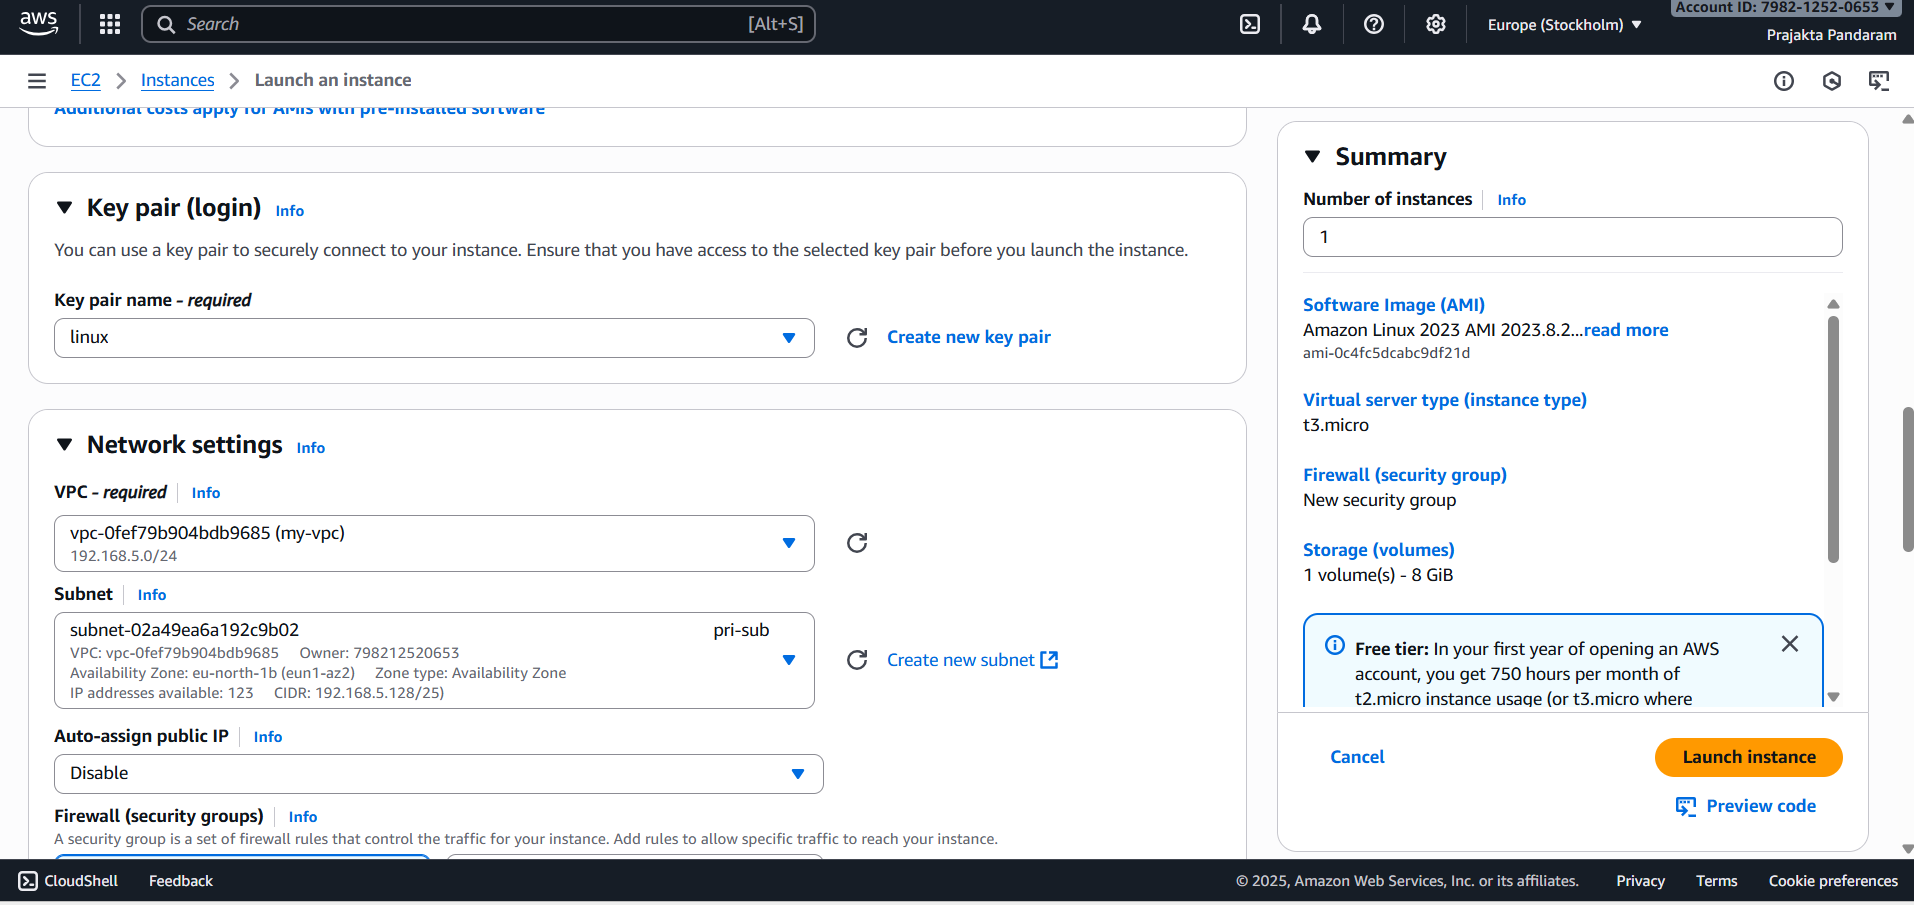 aws
Search [Alt+S]
Europe (Stockholm)
Account ID: 7982-1252-0653
Prajakta Pandaram
EC2 Instances Launch an instance
Additional costs apply for AMIs with pre-installed software
Key pair (login) Info
You can use a key pair to securely connect to your instance. Ensure that you have access to the selected key pair before you launch the instance.
Key pair name - required
linux
Create new key pair
Network settings Info
VPC - required Info
vpc-0fef79b904bdb9685 (my-vpc)
192.168.5.0/24
Subnet Info
subnet-02a49ea6a192c9b02 pri-sub
VPC: vpc-0fef79b904bdb9685 Owner: 798212520653
Availability Zone: eu-north-1b (eun1-az2) Zone type: Availability Zone
IP addresses available: 123 CIDR: 192.168.5.128/25)
Create new subnet
Auto-assign public IP Info
Disable
Firewall (security groups) Info
A security group is a set of firewall rules that control the traffic for your instance. Add rules to allow specific traffic to reach your instance.
Summary
Number of instances Info
1
Software Image (AMI)
Amazon Linux 2023 AMI 2023.8.2...read more
ami-0c4fc5dcabc9df21d
Virtual server type (instance type)
t3.micro
Firewall (security group)
New security group
Storage (volumes)
1 volume(s) - 8 GiB
Free tier: In your first year of opening an AWS
account, you get 750 hours per month of
t2.micro instance usage (or t3.micro where
Cancel
Launch instance
Preview code
CloudShell Feedback
© 2025, Amazon Web Services, Inc. or its affiliates. Privacy Terms Cookie preferences